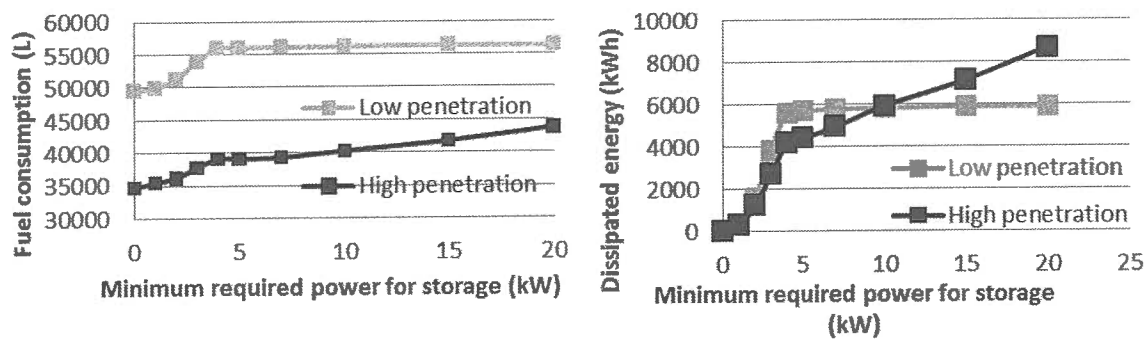 Fuel consumption (L)
60000
55000
50000
45000
40000
35000
30000
Low penetration
High penetration
0 5 10 15 20
Minimum required power for storage (kW)
Dissipated energy (kWh)
10000
8000
6000
4000
2000
0
Low penetration
High penetration
0 5 10 15 20 25
Minimum required power for storage
(kW)